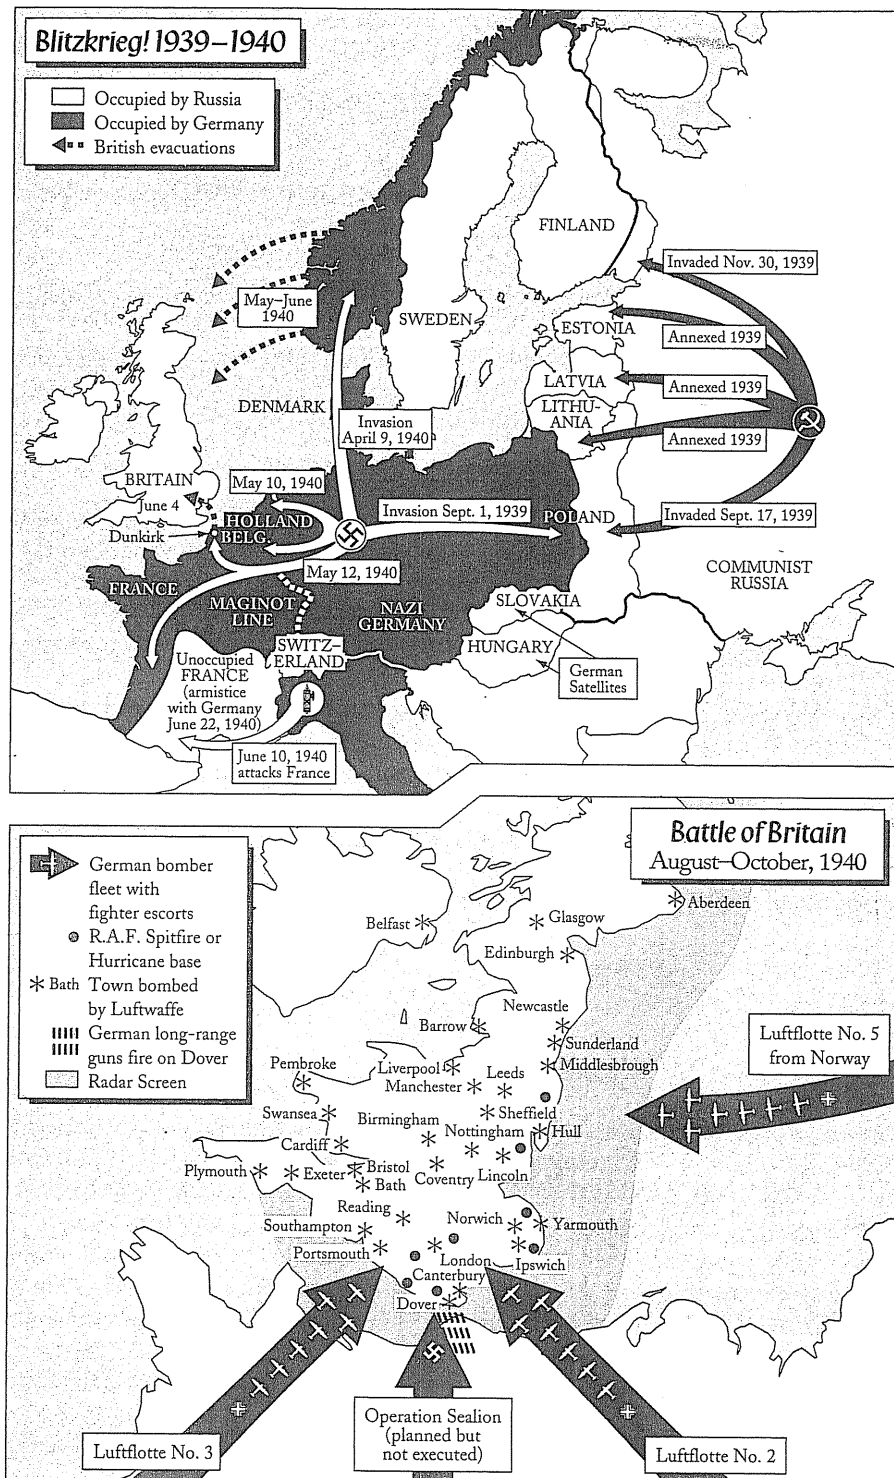 Blitzkrieg! 1939–1940
Occupied by Russia
Occupied by Germany
British evacuations
FINLAND
Invaded Nov. 30, 1939
May–June
1940
SWEDEN
ESTONIA
Annexed 1939
LATVIA
Annexed 1939
LITHU-
ANIA
DENMARK
Invasion
April 9, 1940
Annexed 1939
BRITAIN
May 10, 1940
June 4
Invasion Sept. 1, 1939
POLAND
Invaded Sept. 17, 1939
HOLLAND
BELG.
Dunkirk
May 12, 1940
COMMUNIST
RUSSIA
FRANCE
MAGINOT
LINE
NAZI
GERMANY
SLOVAKIA
SWITZ-
ERLAND
HUNGARY
Unoccupied
FRANCE
(armistice
with Germany
June 22, 1940)
German
Satellites
June 10, 1940
attacks France
Battle of Britain
August–October, 1940
German bomber
fleet with
fighter escorts
R.A.F. Spitfire or
Hurricane base
Bath Town bombed
by Luftwaffe
German long-range
guns fire on Dover
Radar Screen
Aberdeen
Belfast
Glasgow
Edinburgh
Newcastle
Barrow
Sunderland
Luftflotte No. 5
from Norway
Middlesbrough
Pembroke
Liverpool
Leeds
Manchester
Swansea
Sheffield
Birmingham
Nottingham
Hull
Cardiff
Plymouth
Exeter
Bristol
Bath
Coventry
Lincoln
Reading
Norwich
Yarmouth
Southampton
Portsmouth
London
Ipswich
Canterbury
Dover
Operation Sealion
(planned but
not executed)
Luftflotte No. 3
Luftflotte No. 2